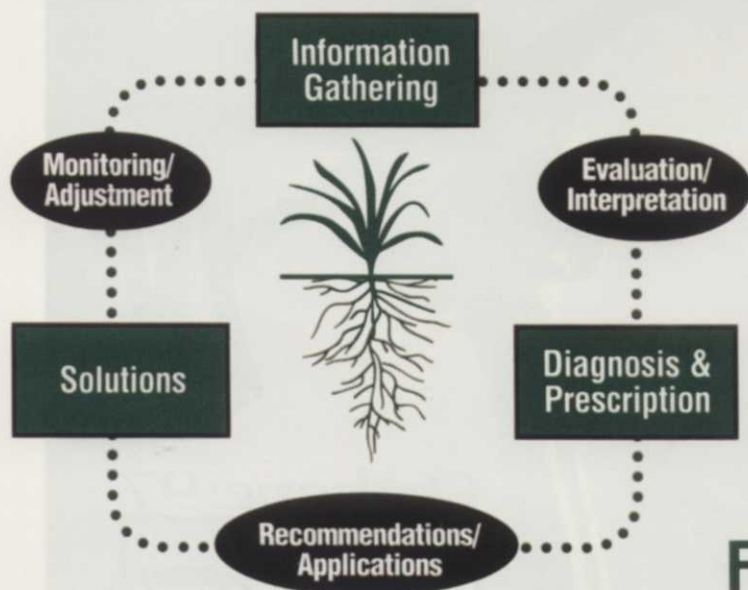 Information
Gathering
Monitoring/
Adjustment
Evaluation/
Interpretation
Solutions
Diagnosis &
Prescription
Recommendations/
Applications